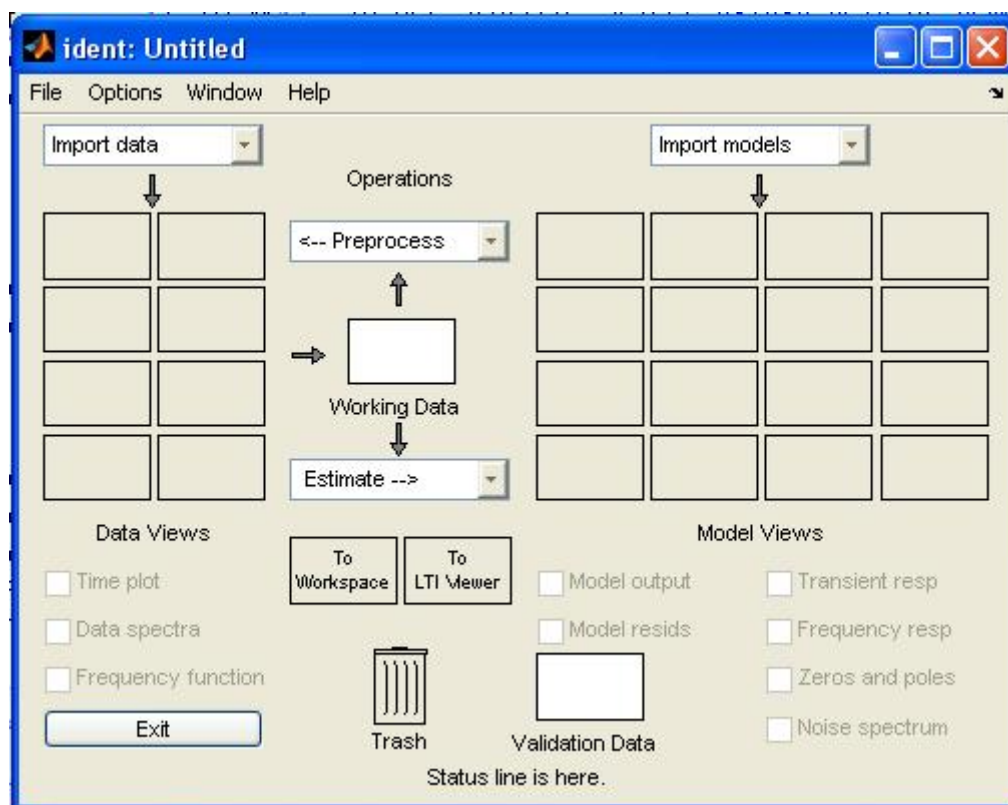 ident: Untitled
File Options Window Help
Import data
Import models
Operations
<-- Preprocess
Working Data
Estimate -->
Data Views
Model Views
To
Workspace
To
LTI Viewer
Time plot
Data spectra
Frequency function
Model output
Model resids
Transient resp
Frequency resp
Zeros and poles
Noise spectrum
Exit
Trash
Validation Data
Status line is here.